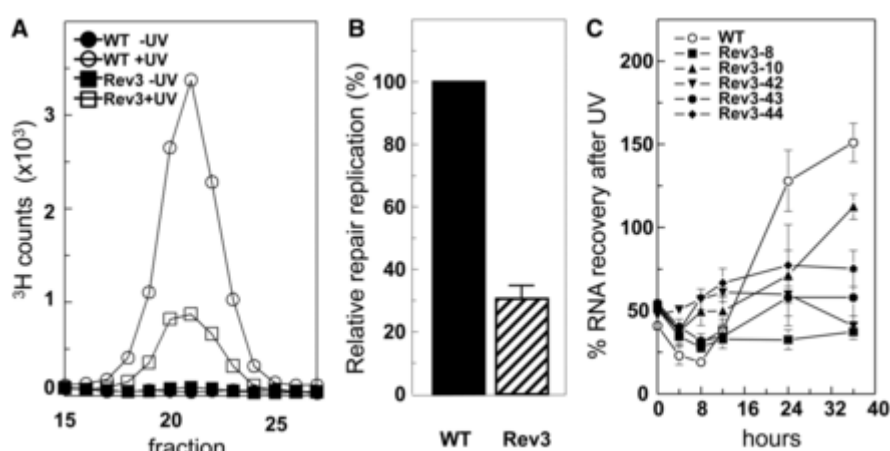 A
WT -UV
WT +UV
Rev3 -UV
Rev3+UV
³H counts (x10³)
3
2
1
0
15 20 25
fraction
B
Relative repair replication (%)
100
80
60
40
20
0
WT Rev3
C
WT
Rev3-8
Rev3-10
Rev3-42
Rev3-43
Rev3-44
% RNA recovery after UV
200
150
100
50
0
0 8 16 24 32 40
hours